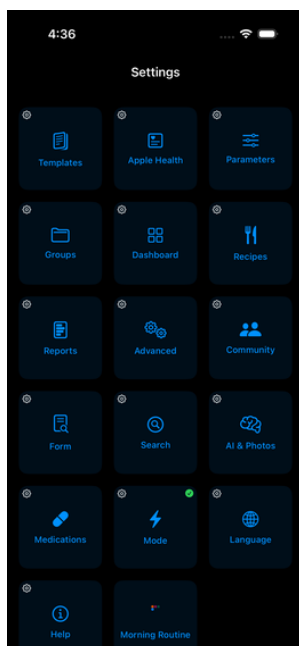 4:36
Settings
Templates
Apple Health
Parameters
Groups
Dashboard
Recipes
Reports
Advanced
Community
Form
Search
AI & Photos
Medications
Mode
Language
Help
Morning Routine